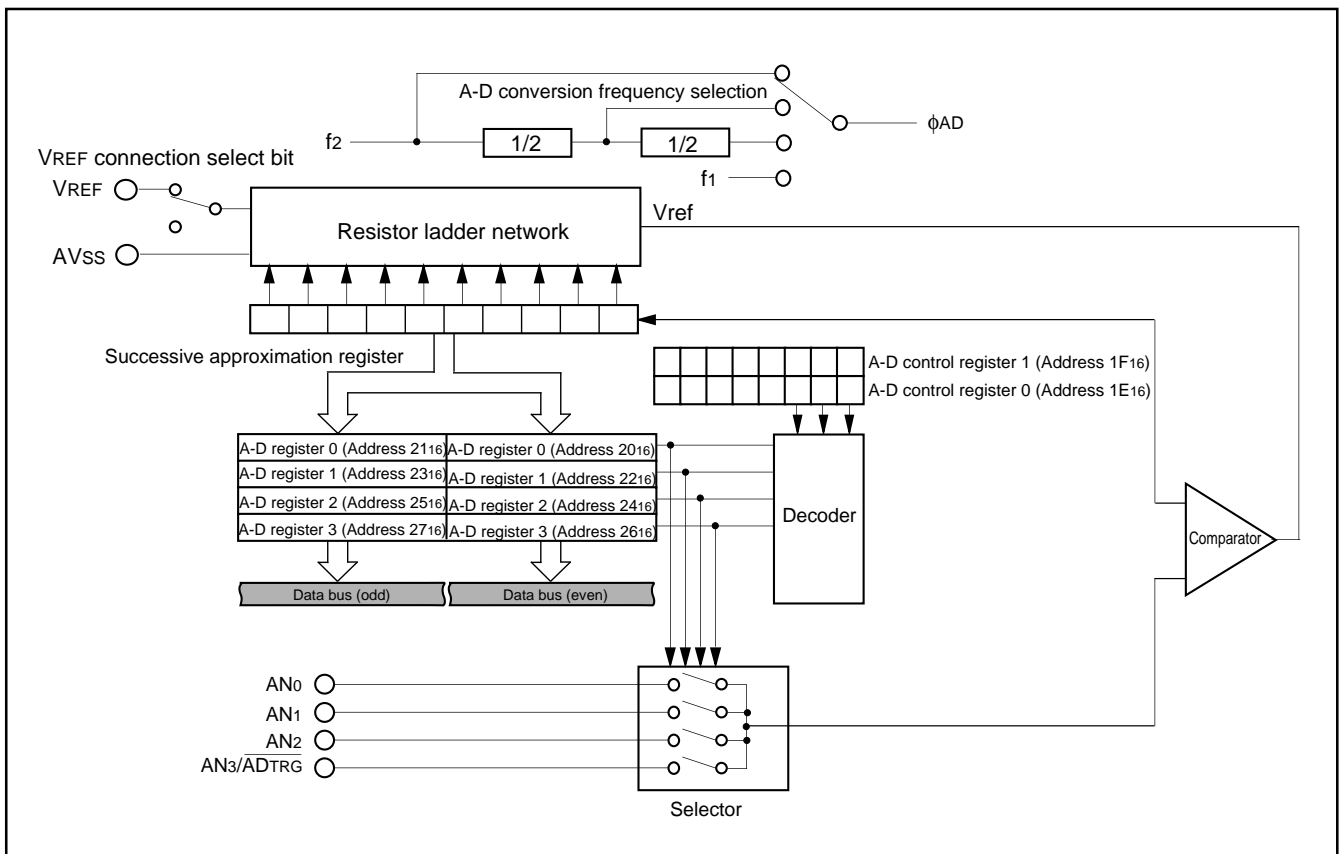 A-D conversion frequency selection
f2
1/2
1/2
ϕAD
f1
VREF connection select bit
VREF
AVSS
Resistor ladder network
Vref
Successive approximation register
A-D control register 1 (Address 1F16)
A-D control register 0 (Address 1E16)
A-D register 0 (Address 2116)
A-D register 0 (Address 2016)
A-D register 1 (Address 2316)
A-D register 1 (Address 2216)
A-D register 2 (Address 2516)
A-D register 2 (Address 2416)
A-D register 3 (Address 2716)
A-D register 3 (Address 2616)
Decoder
Comparator
Data bus (odd)
Data bus (even)
AN0
AN1
AN2
AN3/ADTRG
Selector